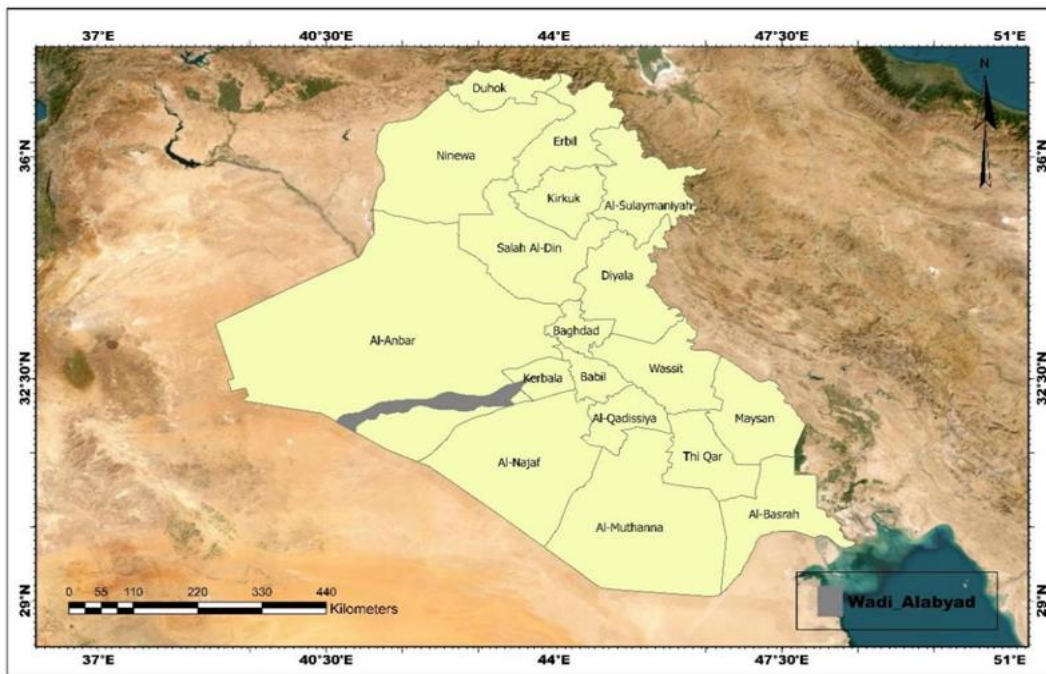 37°E 40°30'E 44°E 47°30'E 51°E
N
36°N 36°N
32°30'N 32°30'N
29°N 29°N
Duhok
Ninewa
Erbil
Kirkuk
Al-Sulaymaniyah
Salah Al-Din
Diyala
Al-Anbar
Baghdad
Kerbala
Babil
Wassit
Al-Qadissiya
Maysan
Al-Najaf
Thi Qar
Al-Muthanna
Al-Basrah
0 55 110 220 330 440
Kilometers
Wadi_Alabyad
37°E 40°30'E 44°E 47°30'E 51°E